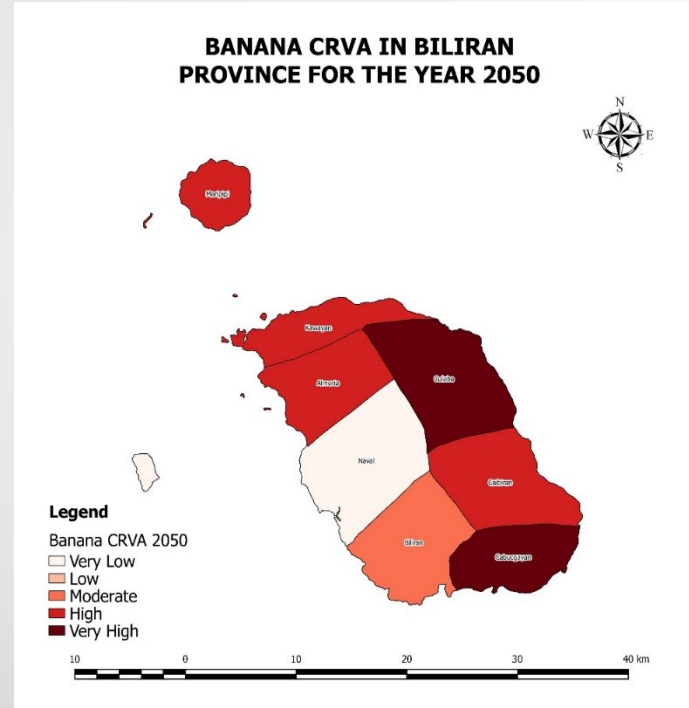 BANANA CRVA IN BILIRAN
PROVINCE FOR THE YEAR 2050
N
W E
S
Maripipi
Kawayan
Almeria
Culaba
Naval
Caibiran
Biliran
Cabucgayan
Legend
Banana CRVA 2050
Very Low
Low
Moderate
High
Very High
10 0 10 20 30 40 km